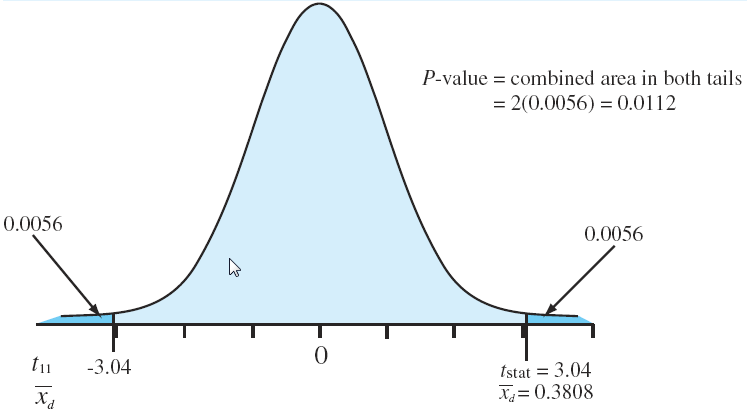 P-value = combined area in both tails
= 2(0.0056) = 0.0112
0.0056
0.0056
t₁₁
-3.04
0
tstat = 3.04
x̅d
x̅d = 0.3808